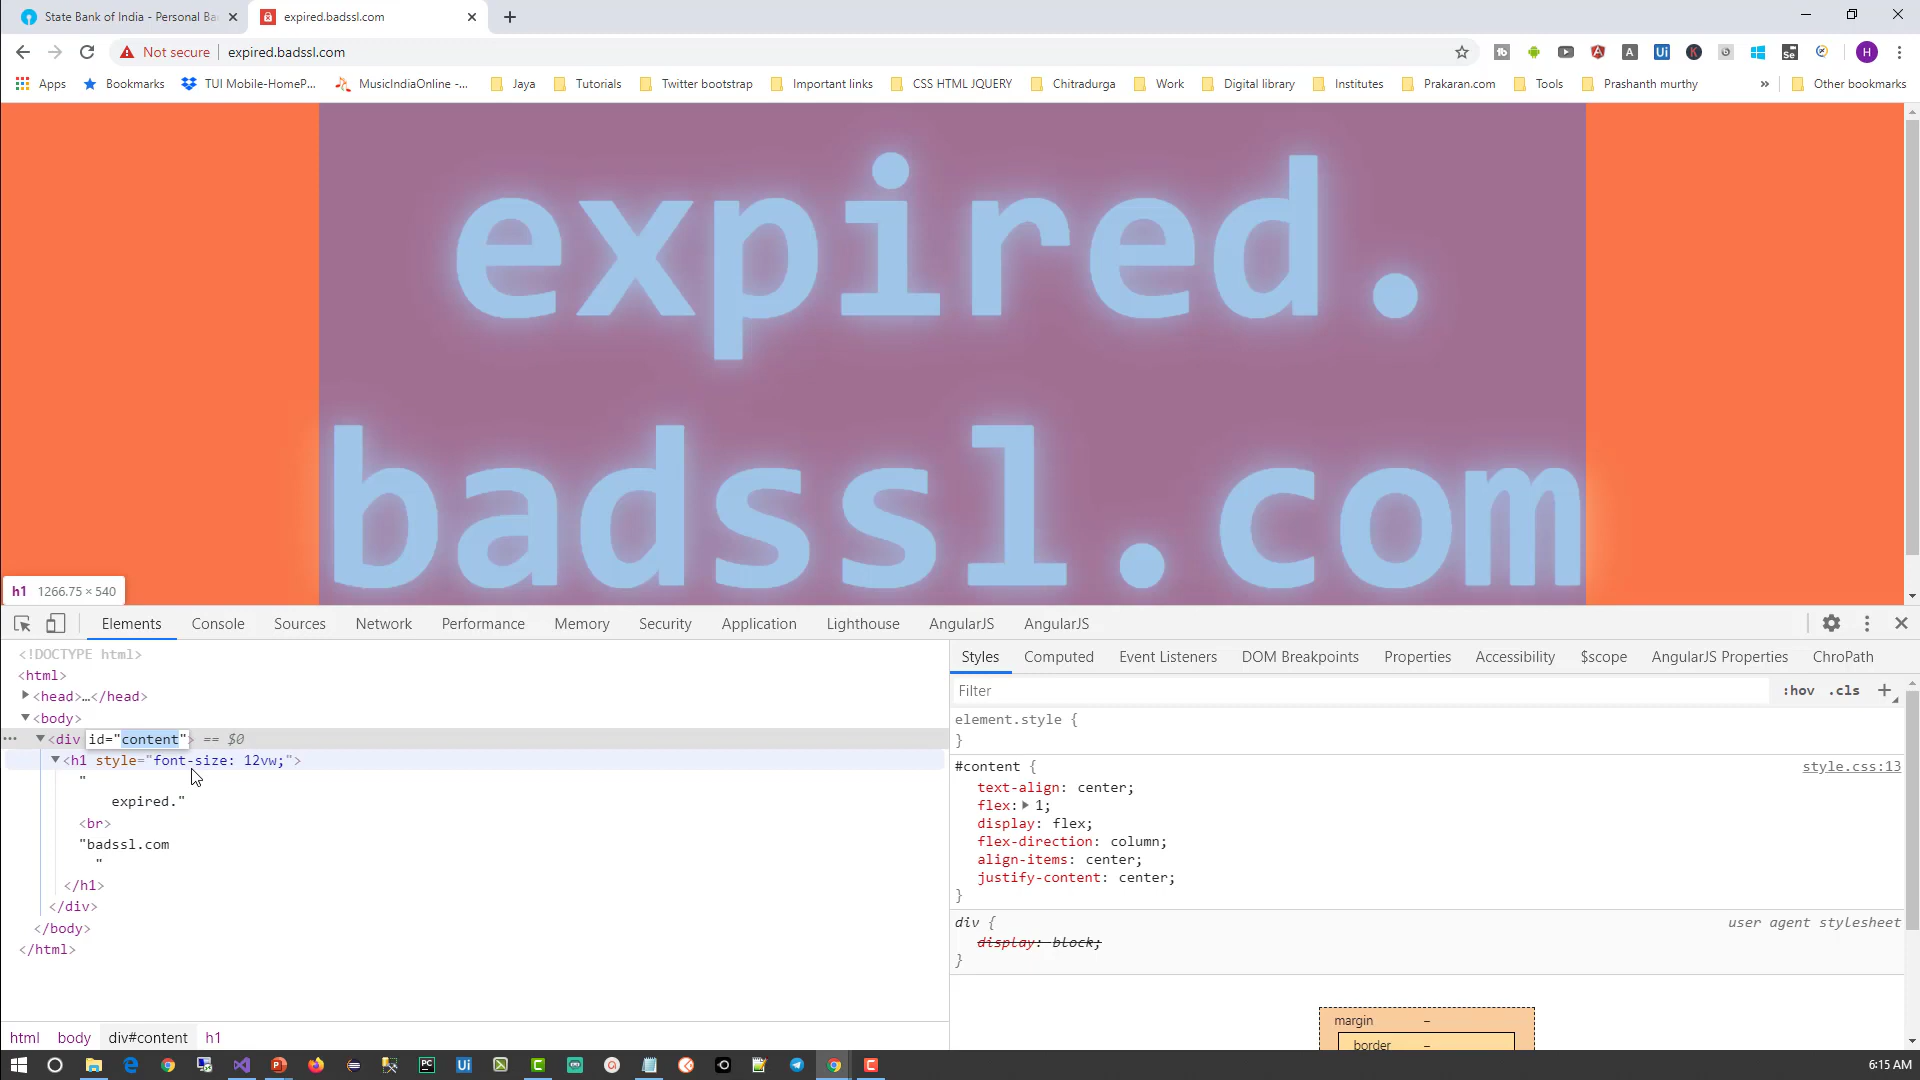 State Bank of India - Personal Ba
expired.badssl.com
Not secure
expired.badssl.com
Apps
Bookmarks
TUI Mobile-HomeP...
MusicIndiaOnline -...
Jaya
Tutorials
Twitter bootstrap
Important links
CSS HTML JQUERY
Chitradurga
Work
Digital library
Institutes
Prakaran.com
Tools
Prashanth murthy
»
Other bookmarks
expired.
badssl.com
h1 1266.75 × 540
Elements
Console
Sources
Network
Performance
Memory
Security
Application
Lighthouse
AngularJS
AngularJS
<!DOCTYPE html>
<html>
<head>…</head>
<body>
<div id="content"> == $0
<h1 style="font-size: 12vw;">
"
expired."
<br>
"badssl.com
"
</h1>
</div>
</body>
</html>
html
body
div#content
h1
Styles
Computed
Event Listeners
DOM Breakpoints
Properties
Accessibility
$scope
AngularJS Properties
ChroPath
Filter
:hov
.cls
element.style {
}
#content {
style.css:13
text-align: center;
flex: 1;
display: flex;
flex-direction: column;
align-items: center;
justify-content: center;
}
div {
user agent stylesheet
display: block;
}
margin –
border –
6:15 AM